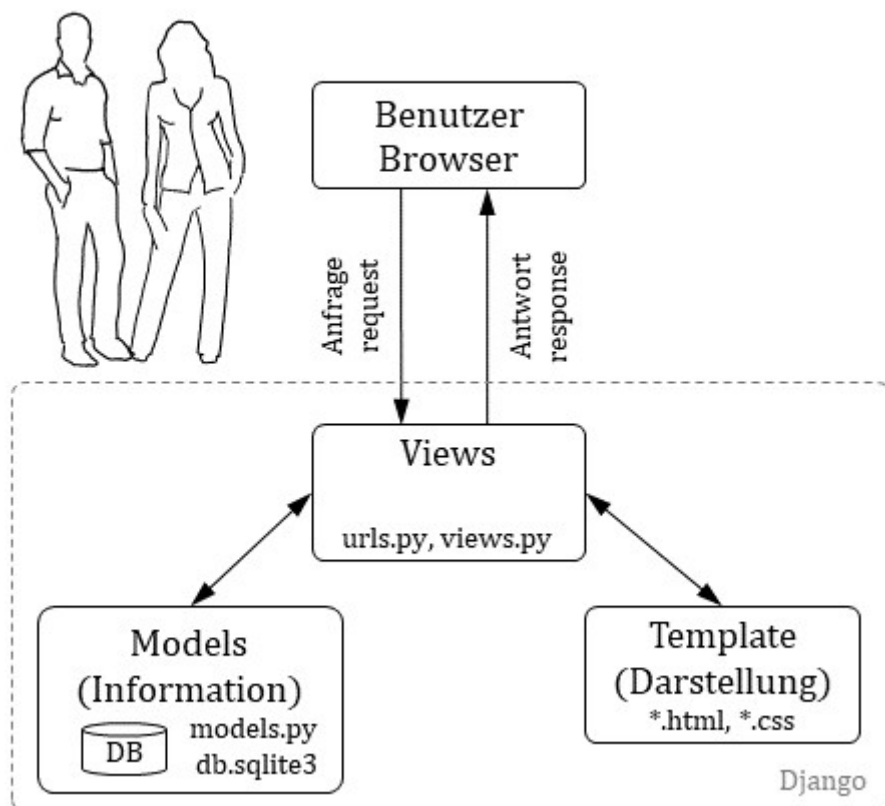 Benutzer
Browser
Anfrage
request
Antwort
response
Views
urls.py, views.py
Models
(Information)
DB
models.py
db.sqlite3
Template
(Darstellung)
*.html, *.css
Django